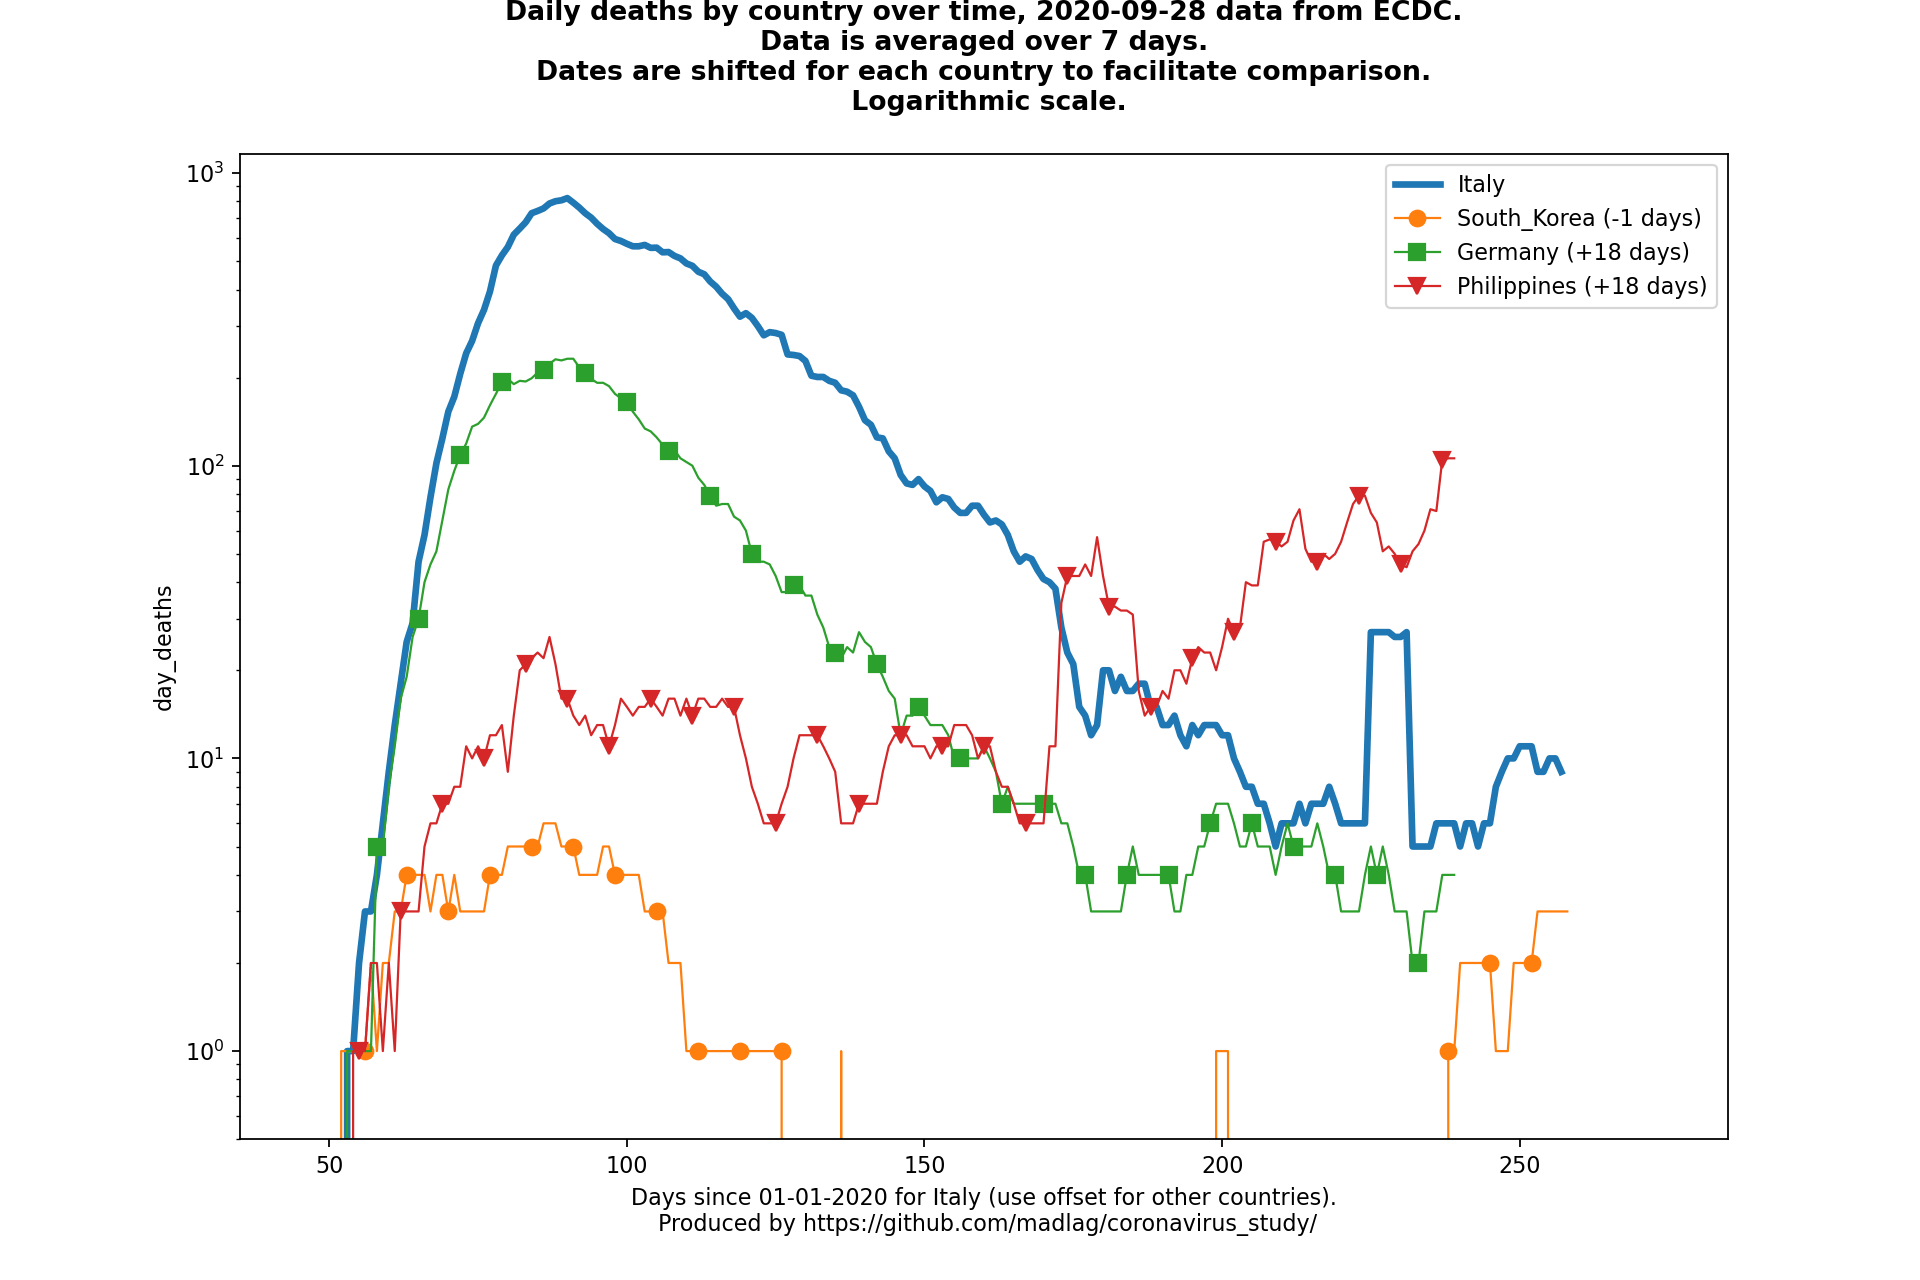 Daily deaths by country over time, 2020-09-28 data from ECDC.
Data is averaged over 7 days.
Dates are shifted for each country to facilitate comparison.
Logarithmic scale.
10³
10²
10¹
10⁰
day_deaths
Italy
South_Korea (-1 days)
Germany (+18 days)
Philippines (+18 days)
50 100 150 200 250
Days since 01-01-2020 for Italy (use offset for other countries).
Produced by https://github.com/madlag/coronavirus_study/